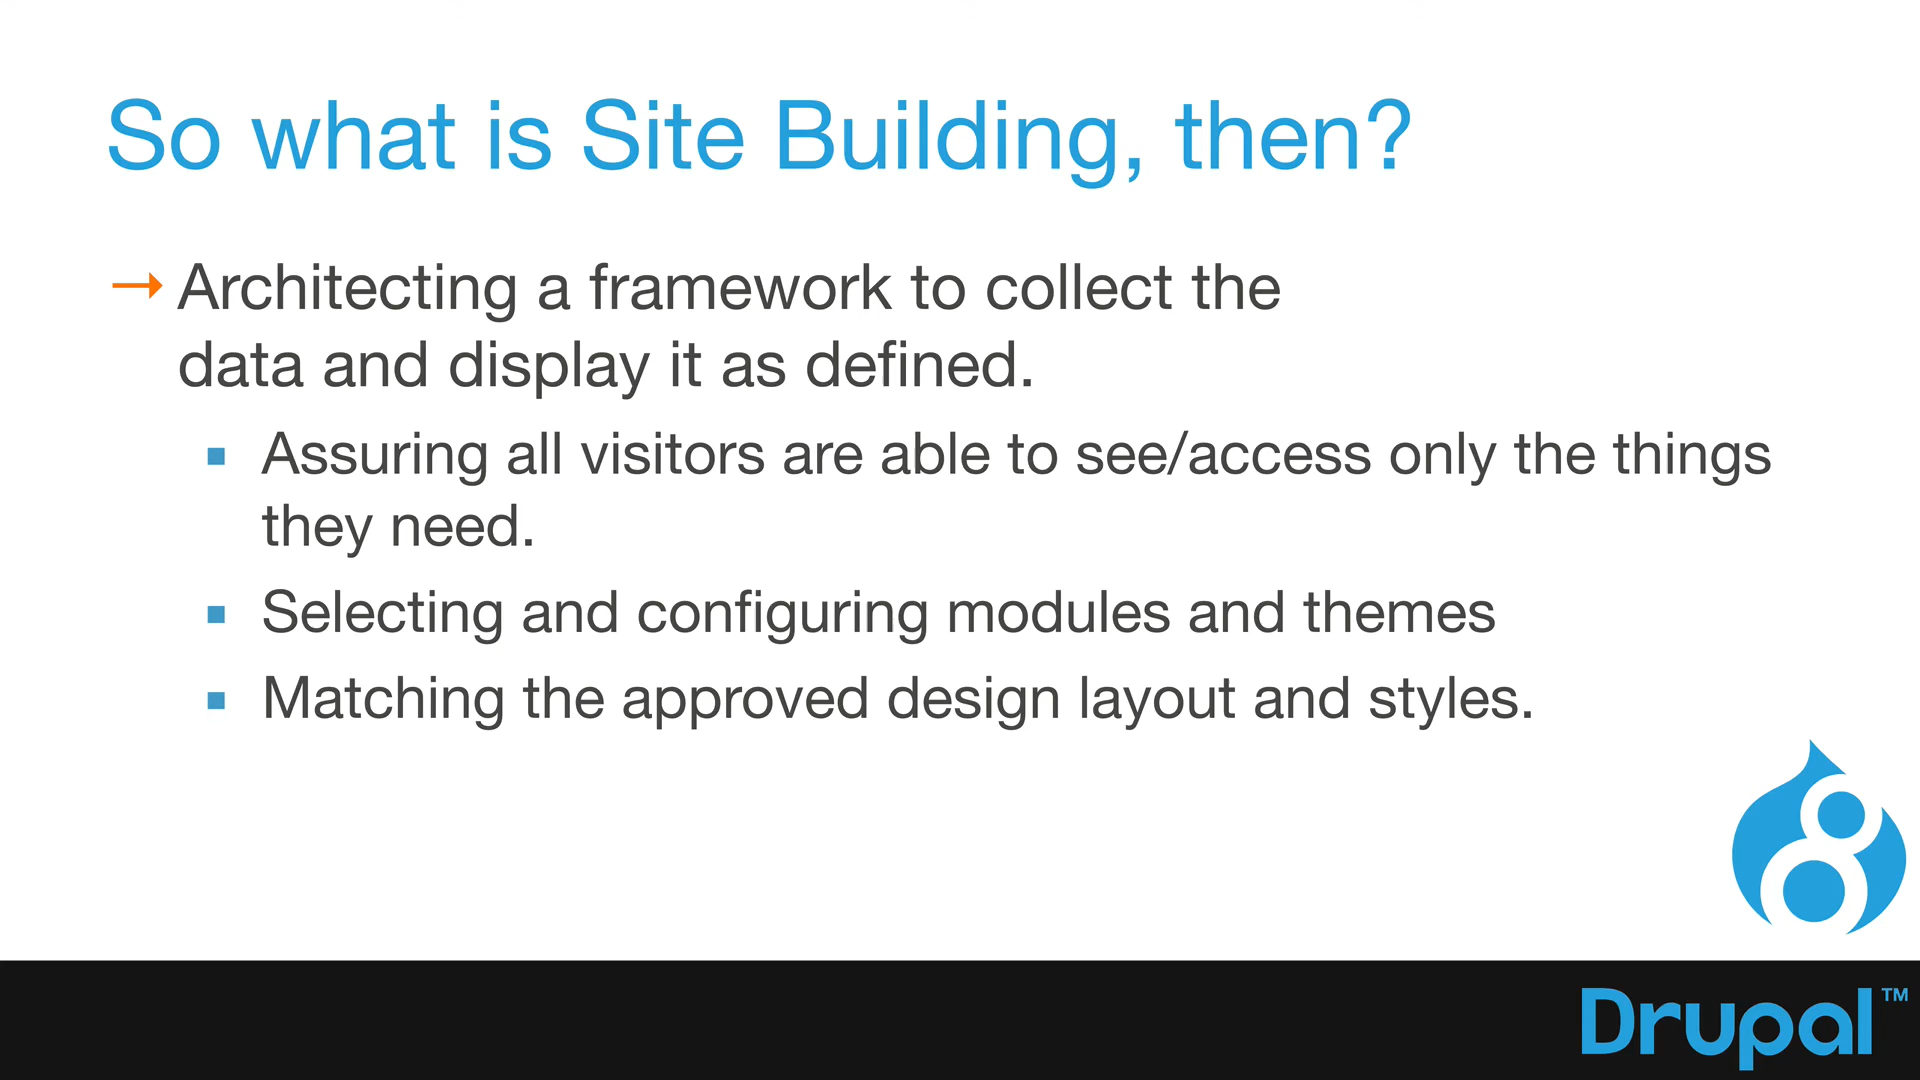 So what is Site Building, then?
→ Architecting a framework to collect the
data and display it as defined.
▪ Assuring all visitors are able to see/access only the things
they need.
▪ Selecting and configuring modules and themes
▪ Matching the approved design layout and styles.
8
Drupal™